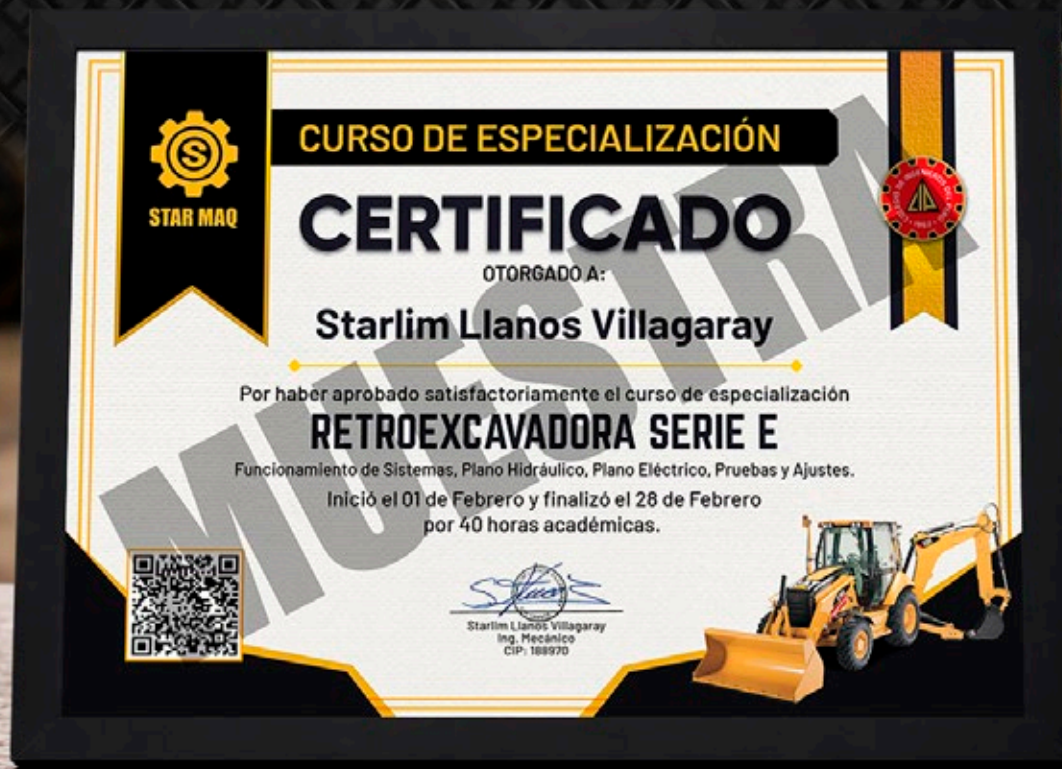 STAR MAQ
CURSO DE ESPECIALIZACIÓN
CERTIFICADO
OTORGADO A:
Starlim Llanos Villagaray
Por haber aprobado satisfactoriamente el curso de especialización
RETROEXCAVADORA SERIE E
Funcionamiento de Sistemas, Plano Hidráulico, Plano Eléctrico, Pruebas y Ajustes.
Inició el 01 de Febrero y finalizó el 28 de Febrero
por 40 horas académicas.
MUESTRA
Starlim Llanos Villagaray
Ing. Mecánico
CIP: 188970